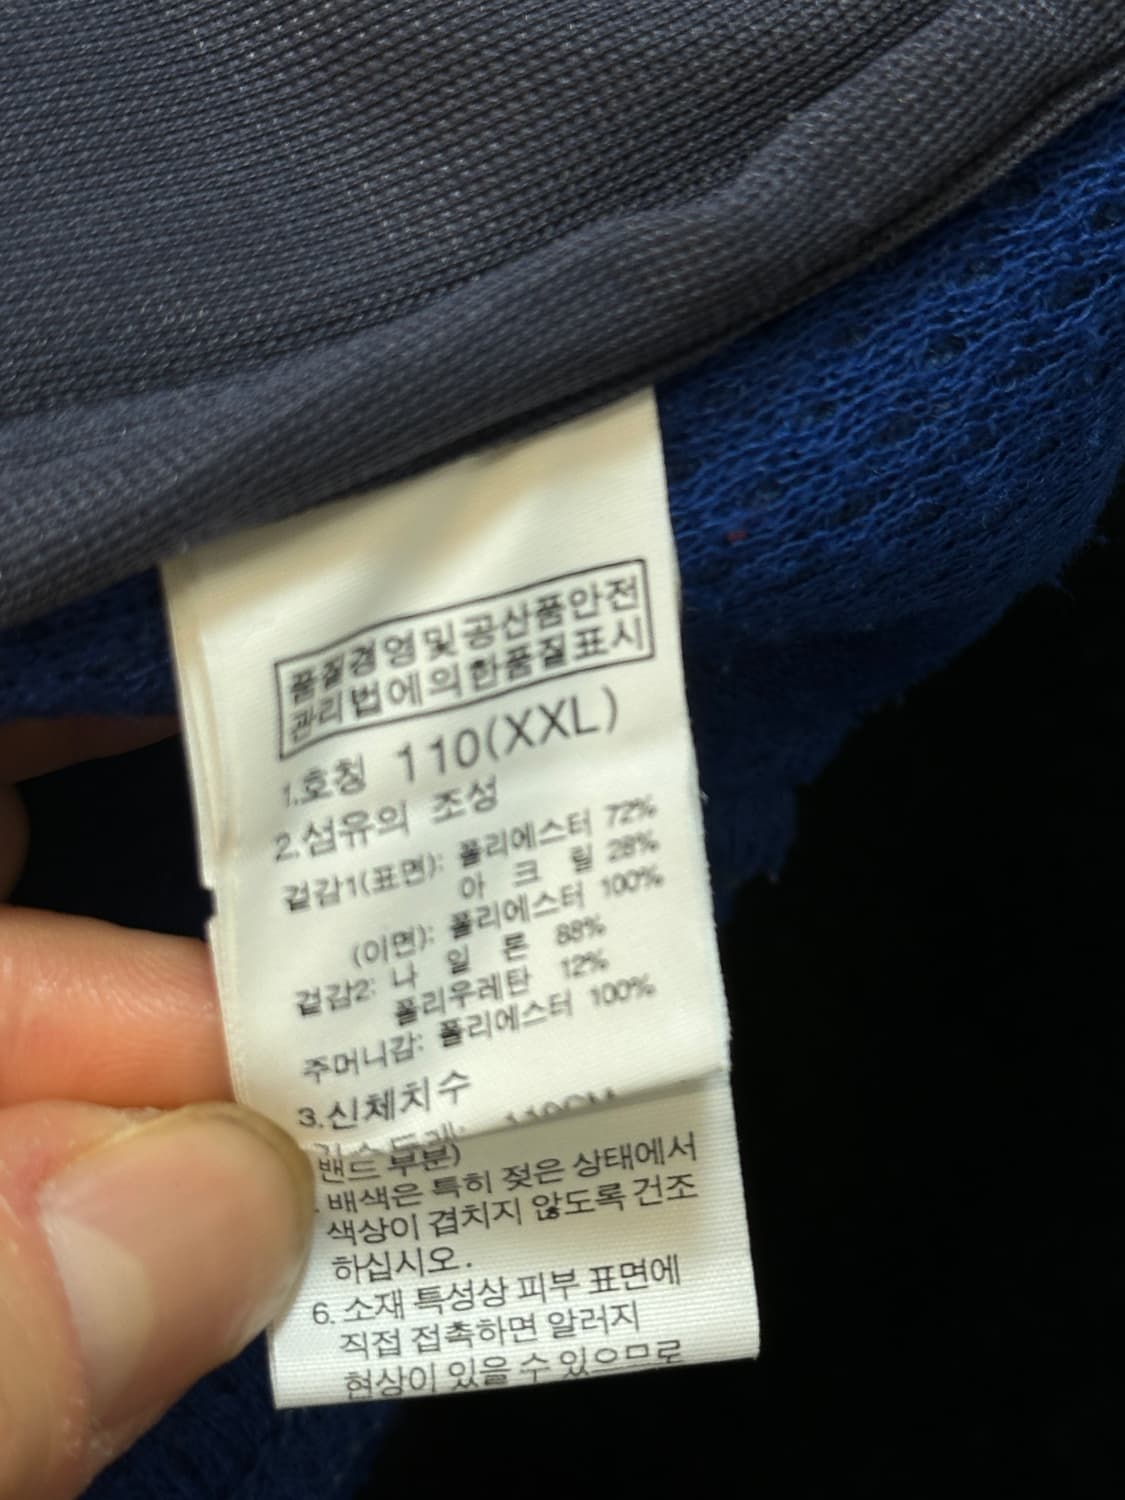 품질경영및공산품안전
관리법에의한품질표시
1.호칭 110(XXL)
2.섬유의 조성
겉감1(표면): 폴리에스터 72%
아 크 릴 28%
(이면): 폴리에스터 100%
겉감2: 나 일 론 88%
폴리우레탄 12%
주머니감: 폴리에스터 100%
3.신체치수
가슴둘레: 110CM
밴드 부분)
배색은 특히 젖은 상태에서
색상이 겹치지 않도록 건조
하십시오.
6. 소재 특성상 피부 표면에
직접 접촉하면 알러지
현상이 있을 수 있으므로